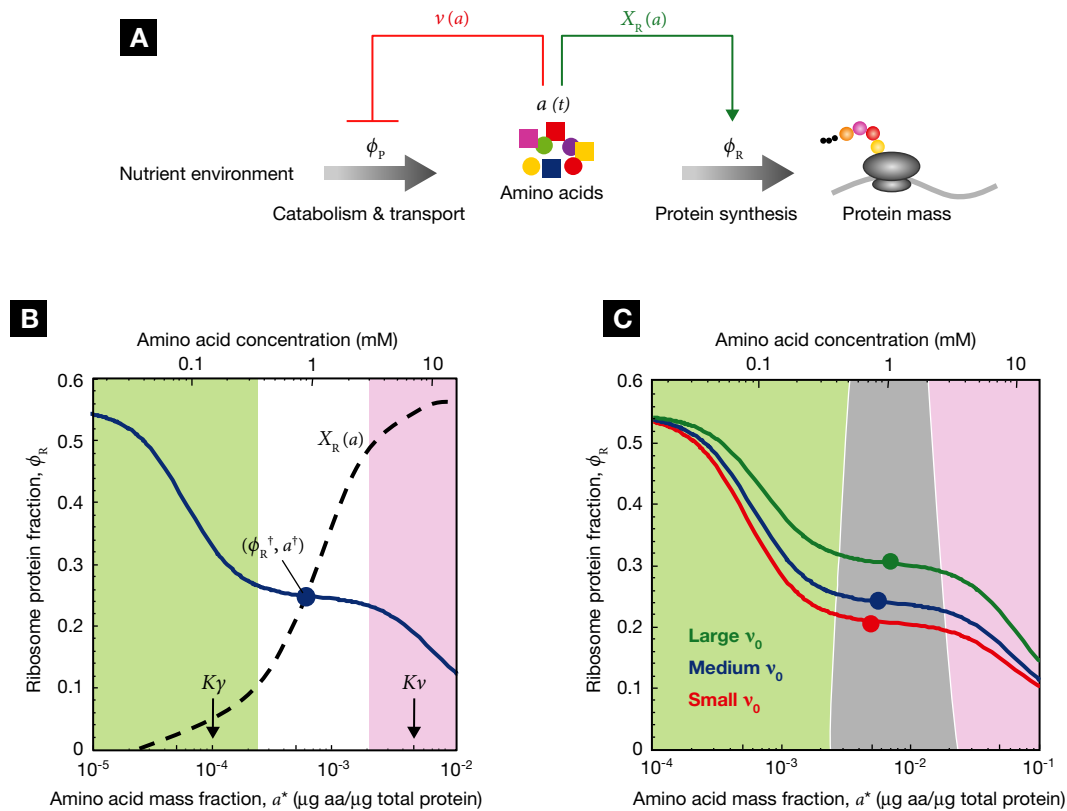 A
ν(a)
X_R(a)
a (t)
ϕ_P
ϕ_R
Nutrient environment
Amino acids
Catabolism & transport
Protein synthesis
Protein mass
B
Amino acid concentration (mM)
0.1 1 10
0.6
0.5
0.4
0.3
0.2
0.1
0
Ribosome protein fraction, ϕ_R
X_R(a)
(ϕ_R^†, a^†)
Kγ
Kν
10^-5 10^-4 10^-3 10^-2
Amino acid mass fraction, a* (μg aa/μg total protein)
C
Amino acid concentration (mM)
0.1 1 10
0.6
0.5
0.4
0.3
0.2
0.1
0
Ribosome protein fraction, ϕ_R
Large ν_0
Medium ν_0
Small ν_0
10^-4 10^-3 10^-2 10^-1
Amino acid mass fraction, a* (μg aa/μg total protein)